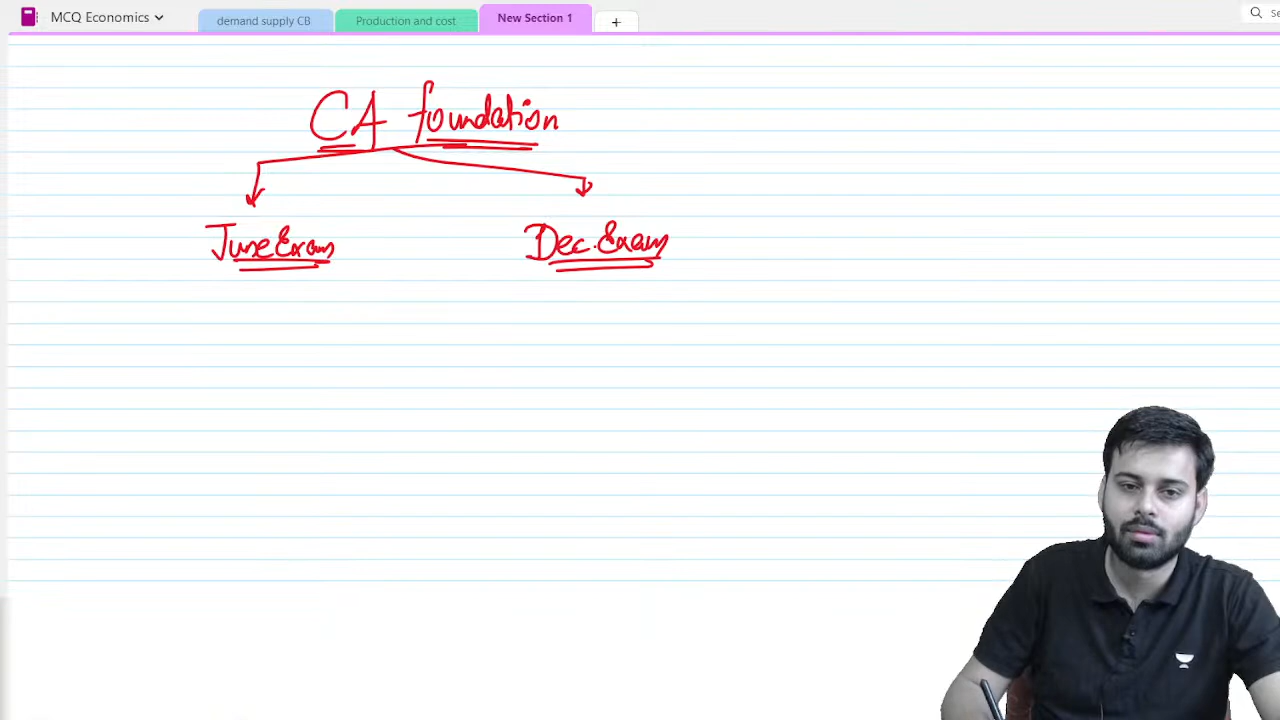 MCQ Economics
demand supply CB
Production and cost
New Section 1
+
CA foundation
June Exam
Dec. Exam